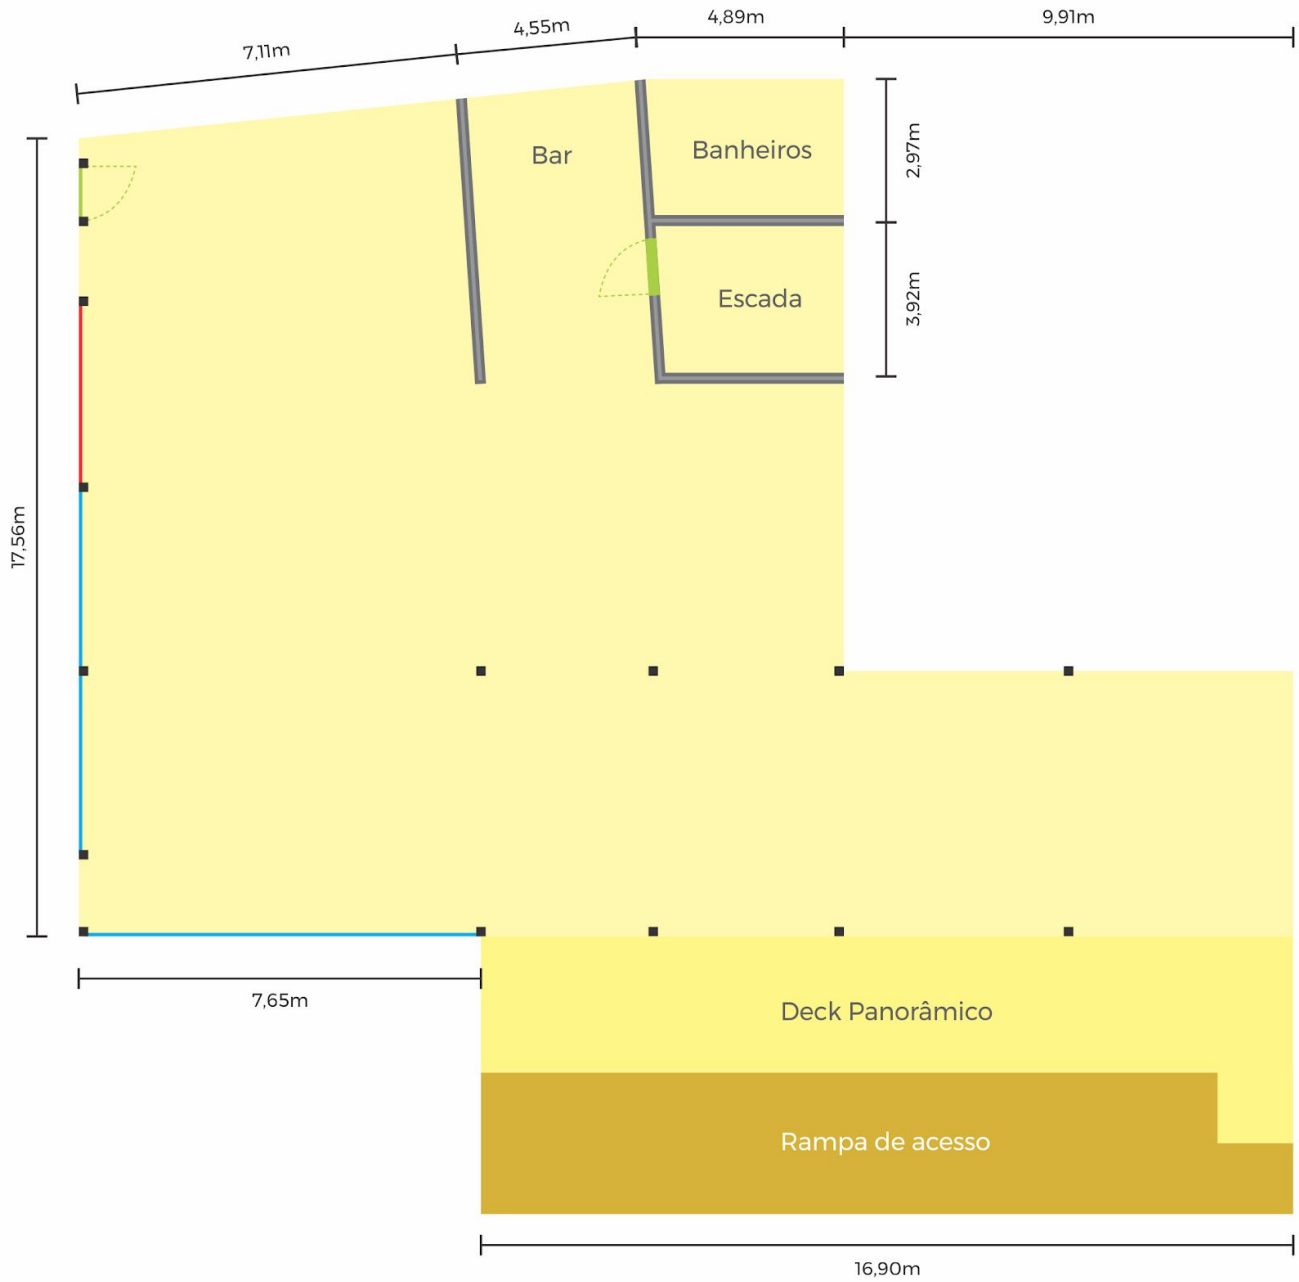 7,11m
4,55m
4,89m
9,91m
Bar
Banheiros
2,97m
Escada
3,92m
17,56m
7,65m
Deck Panorâmico
Rampa de acesso
16,90m